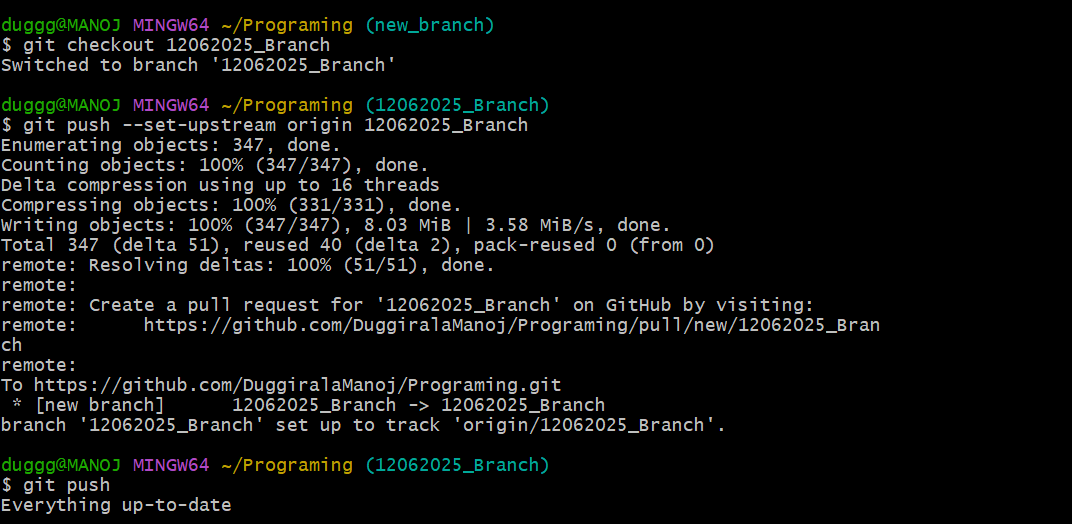 duggg@MANOJ MINGW64 ~/Programing (new_branch)
$ git checkout 12062025_Branch
Switched to branch '12062025_Branch'
duggg@MANOJ MINGW64 ~/Programing (12062025_Branch)
$ git push --set-upstream origin 12062025_Branch
Enumerating objects: 347, done.
Counting objects: 100% (347/347), done.
Delta compression using up to 16 threads
Compressing objects: 100% (331/331), done.
Writing objects: 100% (347/347), 8.03 MiB | 3.58 MiB/s, done.
Total 347 (delta 51), reused 40 (delta 2), pack-reused 0 (from 0)
remote: Resolving deltas: 100% (51/51), done.
remote:
remote: Create a pull request for '12062025_Branch' on GitHub by visiting:
remote:      https://github.com/DuggiralaManoj/Programing/pull/new/12062025_Bran
ch
remote:
To https://github.com/DuggiralaManoj/Programing.git
 * [new branch]      12062025_Branch -> 12062025_Branch
branch '12062025_Branch' set up to track 'origin/12062025_Branch'.
duggg@MANOJ MINGW64 ~/Programing (12062025_Branch)
$ git push
Everything up-to-date